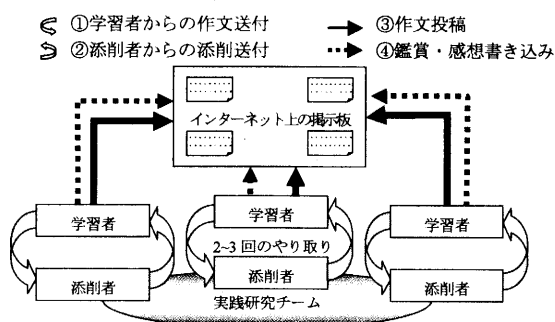 ①学習者からの作文送付
③作文投稿
②添削者からの添削送付
④鑑賞・感想書き込み
インターネット上の掲示板
学習者
学習者
学習者
2~3回のやり取り
添削者
添削者
添削者
実践研究チーム